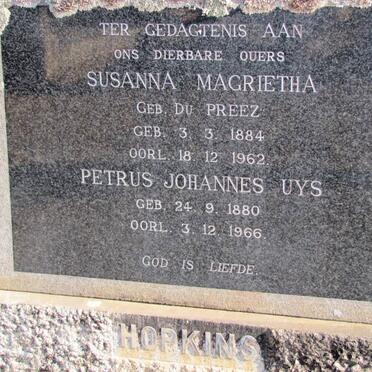 TER GEDAGTENIS AAN
ONS DIERBARE OUERS
SUSANNA MAGRIETHA
GEB. DU PREEZ
GEB. 3. 3. 1884
OORL. 18. 12. 1962.
PETRUS JOHANNES UYS
GEB. 24. 9. 1880
OORL. 3. 12. 1966.
GOD IS LIEFDE.
HOPKINS